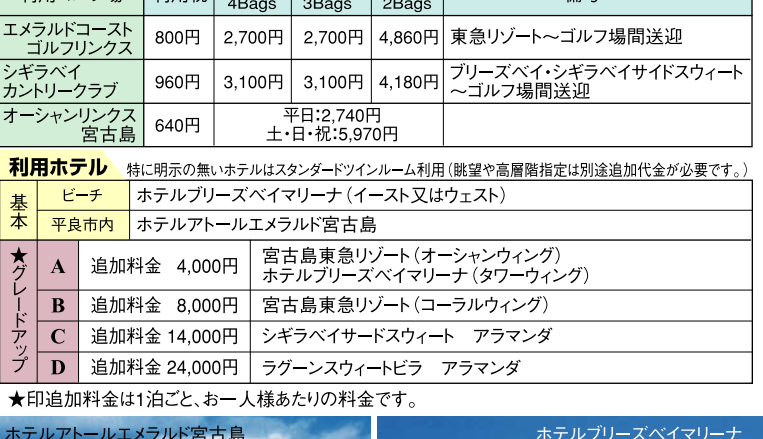 4Bags 3Bags 2Bags
エメラルドコースト
ゴルフリンクス 800円 2,700円 2,700円 4,860円 東急リゾート～ゴルフ場間送迎
シギラベイ
カントリークラブ 960円 3,100円 3,100円 4,180円 ブリーズベイ・シギラベイサイドスウィート
～ゴルフ場間送迎
オーシャンリンクス
宮古島 640円 平日:2,740円
土・日・祝:5,970円
利用ホテル 特に明示の無いホテルはスタンダードツインルーム利用(眺望や高層階指定は別途追加代金が必要です。)
基本 ビーチ ホテルブリーズベイマリーナ(イースト又はウェスト)
平良市内 ホテルアトールエメラルド宮古島
★グレードアップ A 追加料金 4,000円 宮古島東急リゾート(オーシャンウィング)
ホテルブリーズベイマリーナ(タワーウィング)
B 追加料金 8,000円 宮古島東急リゾート(コーラルウィング)
C 追加料金 14,000円 シギラベイサードスウィート アラマンダ
D 追加料金 24,000円 ラグーンスウィートビラ アラマンダ
★印追加料金は1泊ごと、お一人様あたりの料金です。
ホテルアトールエメラルド宮古島 ホテルブリーズベイマリーナ